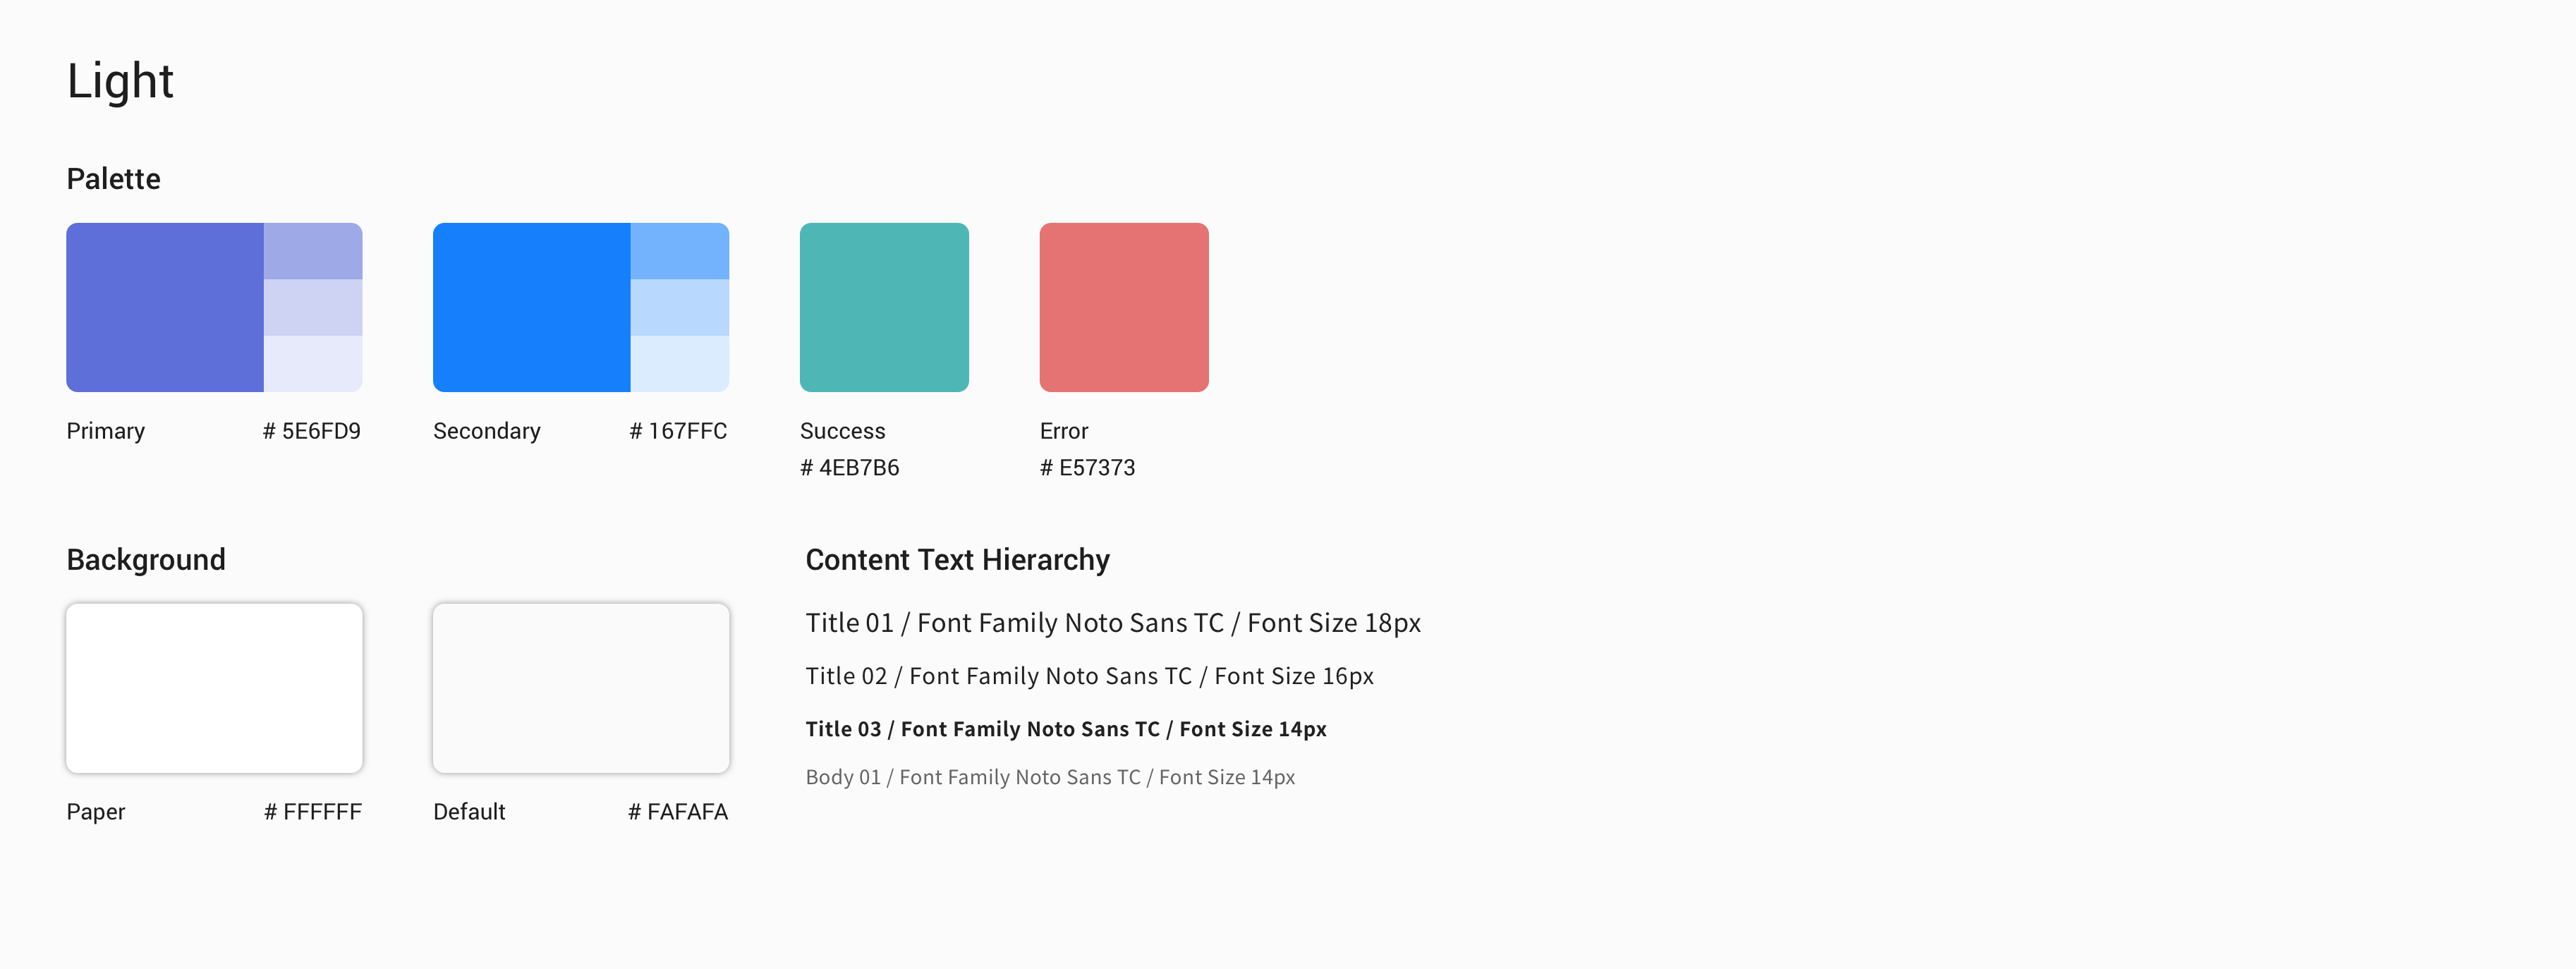 Light
Palette
Primary # 5E6FD9
Secondary # 167FFC
Success
# 4EB7B6
Error
# E57373
Background
Paper # FFFFFF
Default # FAFAFA
Content Text Hierarchy
Title 01 / Font Family Noto Sans TC / Font Size 18px
Title 02 / Font Family Noto Sans TC / Font Size 16px
Title 03 / Font Family Noto Sans TC / Font Size 14px
Body 01 / Font Family Noto Sans TC / Font Size 14px